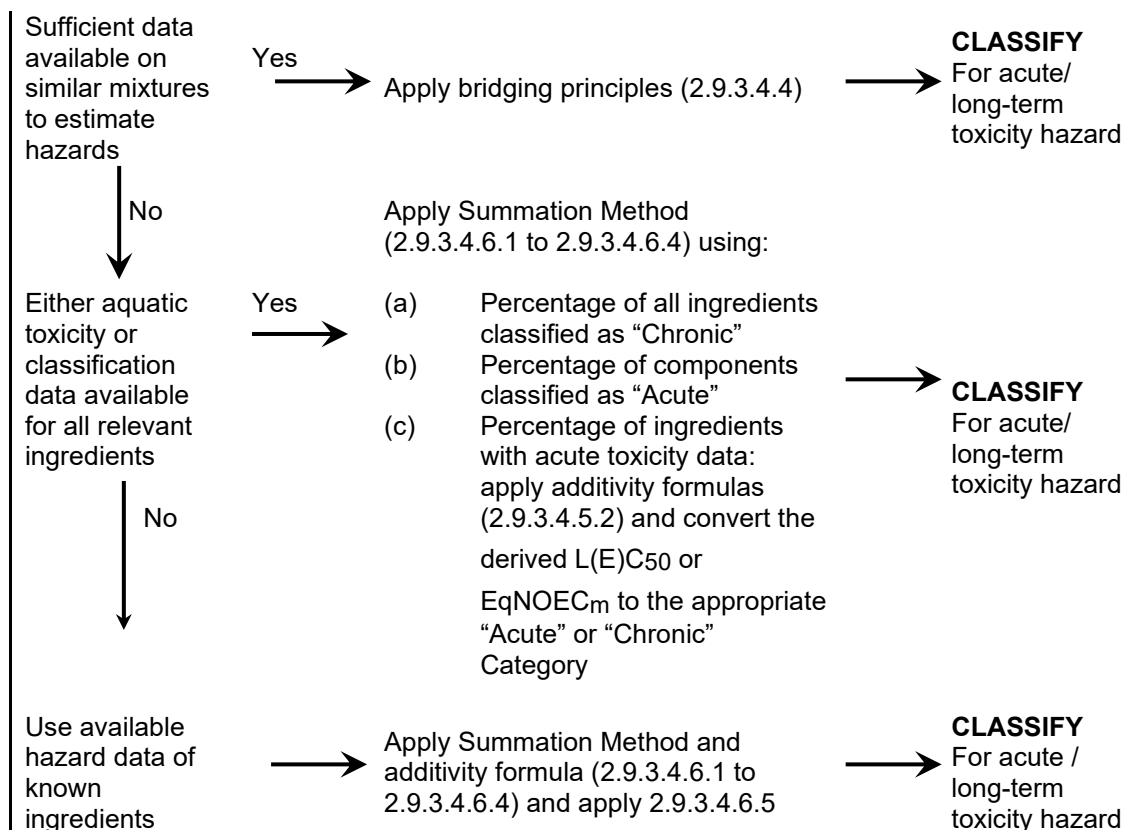 Sufficient data
available on
similar mixtures
to estimate
hazards
Yes
Apply bridging principles (2.9.3.4.4)
CLASSIFY
For acute/
long-term
toxicity hazard
No
Either aquatic
toxicity or
classification
data available
for all relevant
ingredients
Yes
Apply Summation Method
(2.9.3.4.6.1 to 2.9.3.4.6.4) using:
(a) Percentage of all ingredients
classified as “Chronic”
(b) Percentage of components
classified as “Acute”
(c) Percentage of ingredients
with acute toxicity data:
apply additivity formulas
(2.9.3.4.5.2) and convert the
derived L(E)C50 or
EqNOECm to the appropriate
“Acute” or “Chronic”
Category
CLASSIFY
For acute/
long-term
toxicity hazard
No
Use available
hazard data of
known
ingredients
Apply Summation Method and
additivity formula (2.9.3.4.6.1 to
2.9.3.4.6.4) and apply 2.9.3.4.6.5
CLASSIFY
For acute /
long-term
toxicity hazard